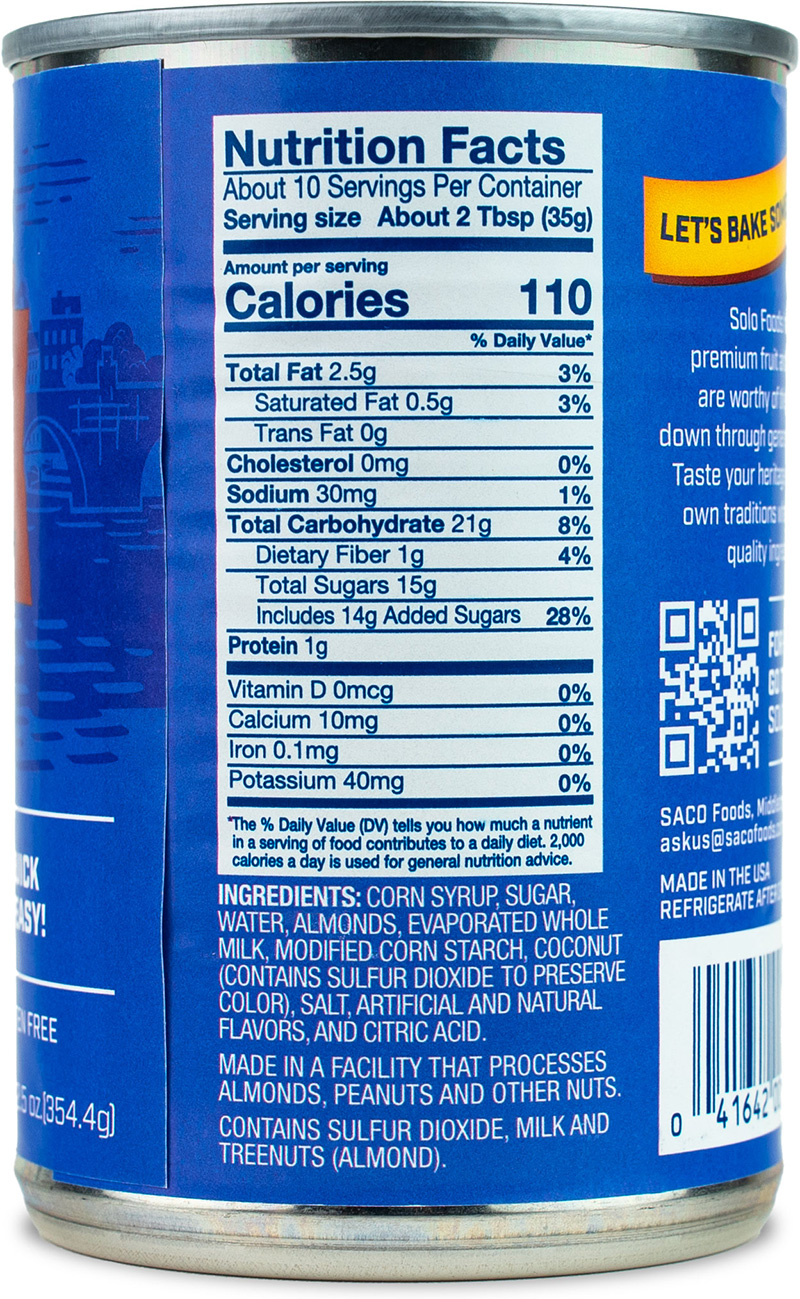 Nutrition Facts
About 10 Servings Per Container
Serving size About 2 Tbsp (35g)
Amount per serving
Calories 110
% Daily Value*
Total Fat 2.5g 3%
Saturated Fat 0.5g 3%
Trans Fat 0g
Cholesterol 0mg 0%
Sodium 30mg 1%
Total Carbohydrate 21g 8%
Dietary Fiber 1g 4%
Total Sugars 15g
Includes 14g Added Sugars 28%
Protein 1g
Vitamin D 0mcg 0%
Calcium 10mg 0%
Iron 0.1mg 0%
Potassium 40mg 0%
*The % Daily Value (DV) tells you how much a nutrient
in a serving of food contributes to a daily diet. 2,000
calories a day is used for general nutrition advice.
INGREDIENTS: CORN SYRUP, SUGAR,
WATER, ALMONDS, EVAPORATED WHOLE
MILK, MODIFIED CORN STARCH, COCONUT
(CONTAINS SULFUR DIOXIDE TO PRESERVE
COLOR), SALT, ARTIFICIAL AND NATURAL
FLAVORS, AND CITRIC ACID.
MADE IN A FACILITY THAT PROCESSES
ALMONDS, PEANUTS AND OTHER NUTS.
CONTAINS SULFUR DIOXIDE, MILK AND
TREENUTS (ALMOND).
EASY!
FREE
oz.(354.4g)
LET'S BAKE
Solo Foods
premium fruit
are worthy of
down through
Taste your
own traditions
quality
SACO Foods,
MADE IN THE USA
REFRIGERATE AFTER
0 41642